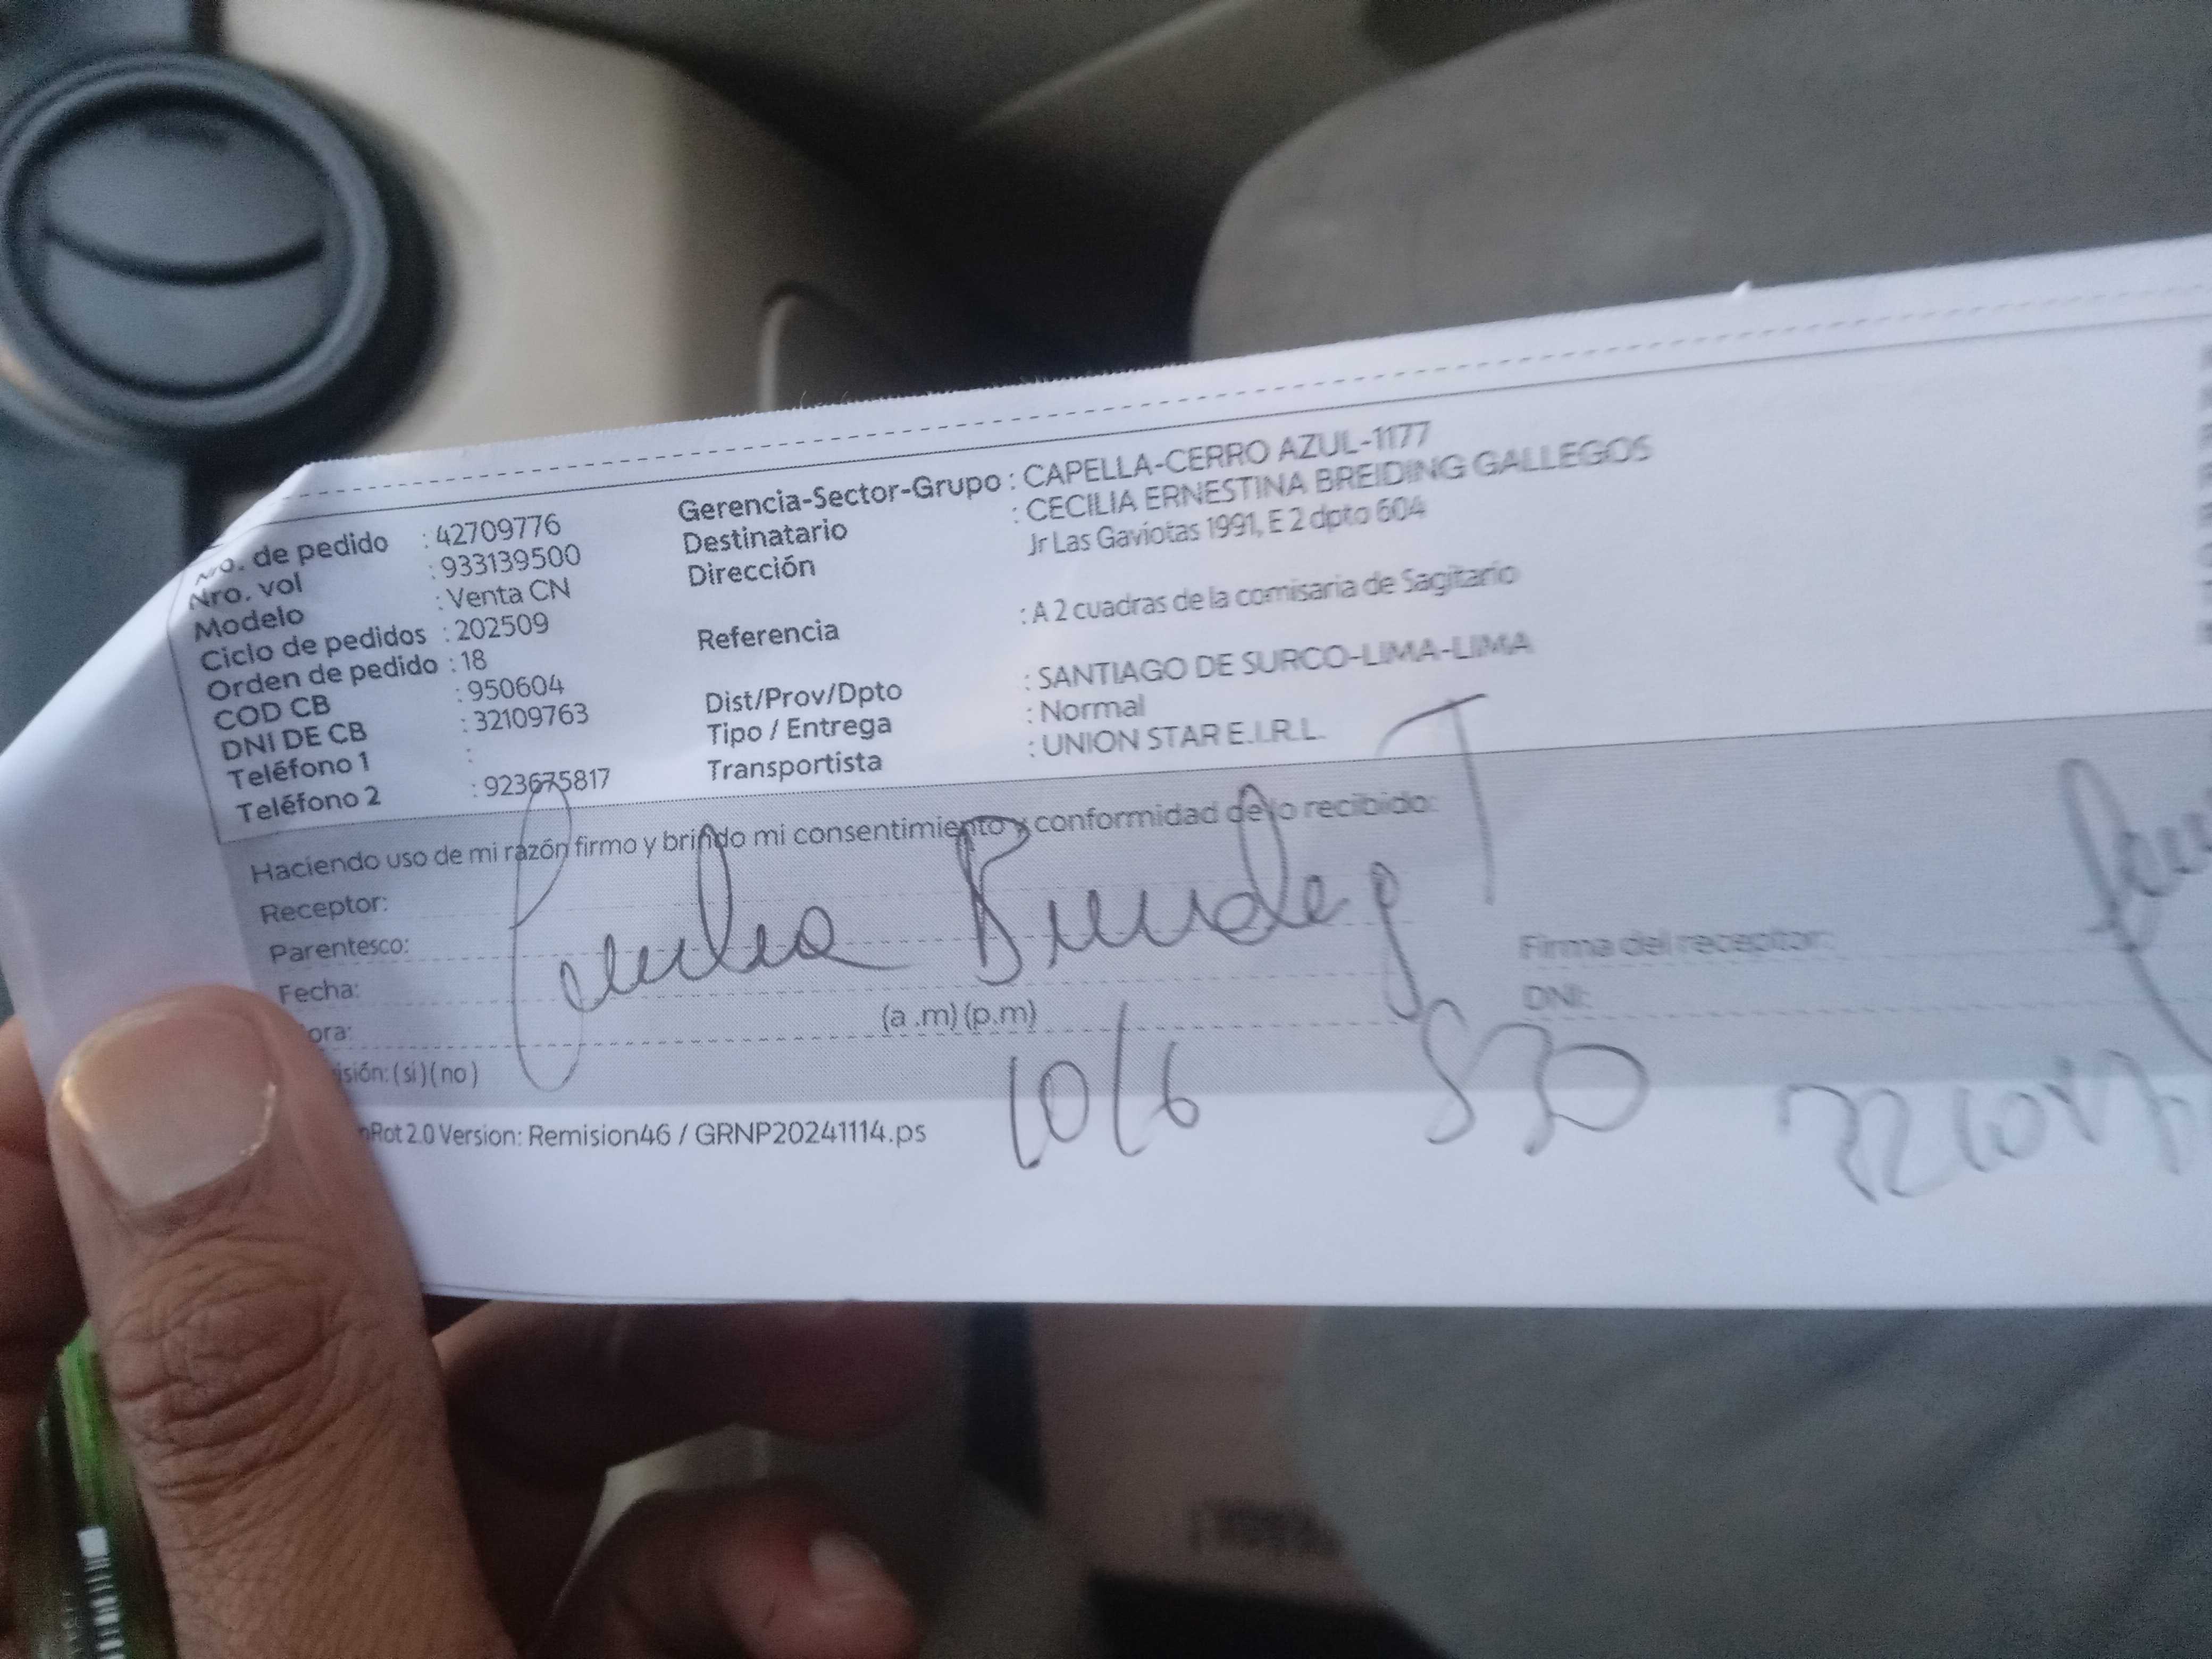 Nro. de pedido : 42709776
Nro. vol : 933139500
Modelo : Venta CN
Ciclo de pedidos : 202509
Orden de pedido : 18
COD CB : 950604
DNI DE CB : 32109763
Teléfono 1 :
Teléfono 2 : 923675817
Gerencia-Sector-Grupo : CAPELLA-CERRO AZUL-1177
Destinatario : CECILIA ERNESTINA BREIDING GALLEGOS
Dirección Jr Las Gaviotas 1991, E 2 dpto 604
Referencia : A 2 cuadras de la comisaria de Sagitario
Dist/Prov/Dpto : SANTIAGO DE SURCO-LIMA-LIMA
Tipo / Entrega : Normal
Transportista : UNION STAR E.I.R.L.
Haciendo uso de mi razón firmo y brindo mi consentimiento y conformidad de lo recibido:
Receptor:
Parentesco:
Fecha:
ora:
(a .m) (p.m)
isión: (si) (no)
Firma del receptor:
DNI:
10/6 830
Rot 2.0 Version: Remision46 / GRNP20241114.ps